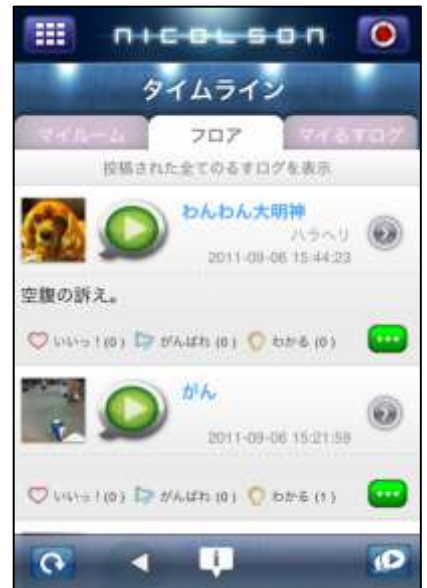 NICOLSON
タイムライン
マイルーム フロア マイるすログ
投稿された全てのるすログを表示
わんわん大明神
ハラヘリ
2011-09-06 15:44:23
空腹の訴え。
いいっ!(0) がんばれ(0) わかる(0)
がん
2011-09-06 15:21:59
いいっ!(0) がんばれ(0) わかる(1)